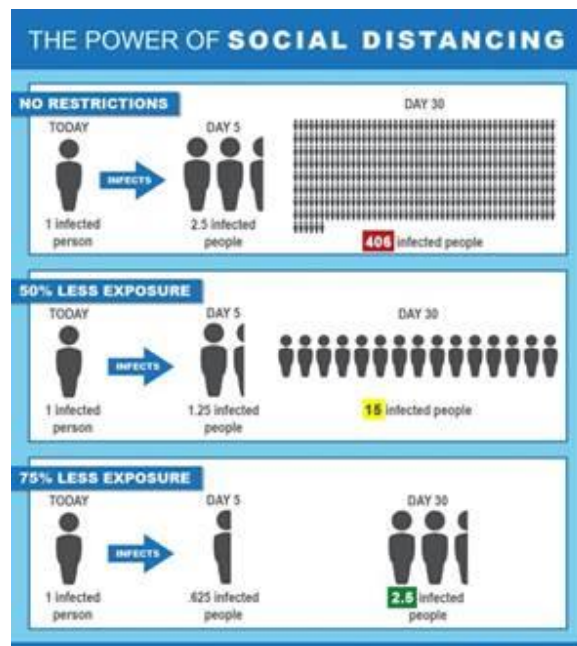 THE POWER OF SOCIAL DISTANCING
NO RESTRICTIONS
TODAY
DAY 5
DAY 30
INFECTS
1 infected
person
2.5 infected
people
406 infected people
50% LESS EXPOSURE
TODAY
DAY 5
DAY 30
INFECTS
1 infected
person
1.25 infected
people
15 infected people
75% LESS EXPOSURE
TODAY
DAY 5
DAY 30
INFECTS
1 infected
person
.625 infected
people
2.5 infected
people